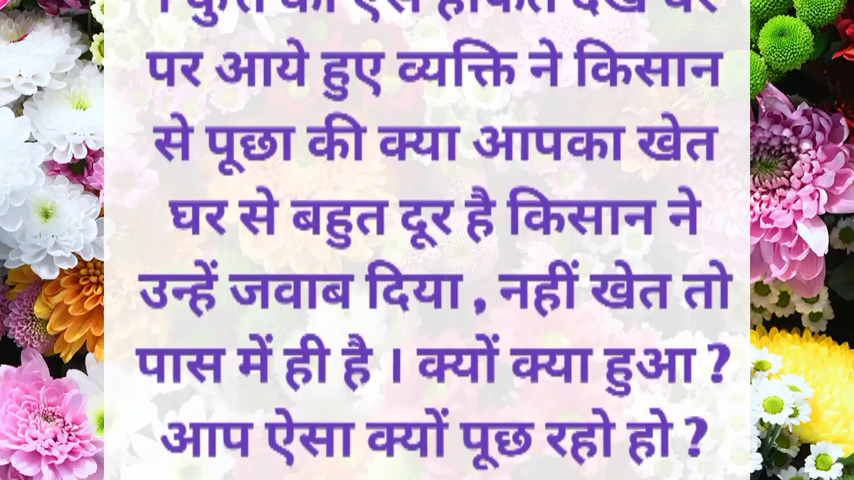 पर आये हुए व्यक्ति ने किसान
से पूछा की क्या आपका खेत
घर से बहुत दूर है किसान ने
उन्हें जवाब दिया , नहीं खेत तो
पास में ही है । क्यों क्या हुआ ?
आप ऐसा क्यों पूछ रहो हो ?